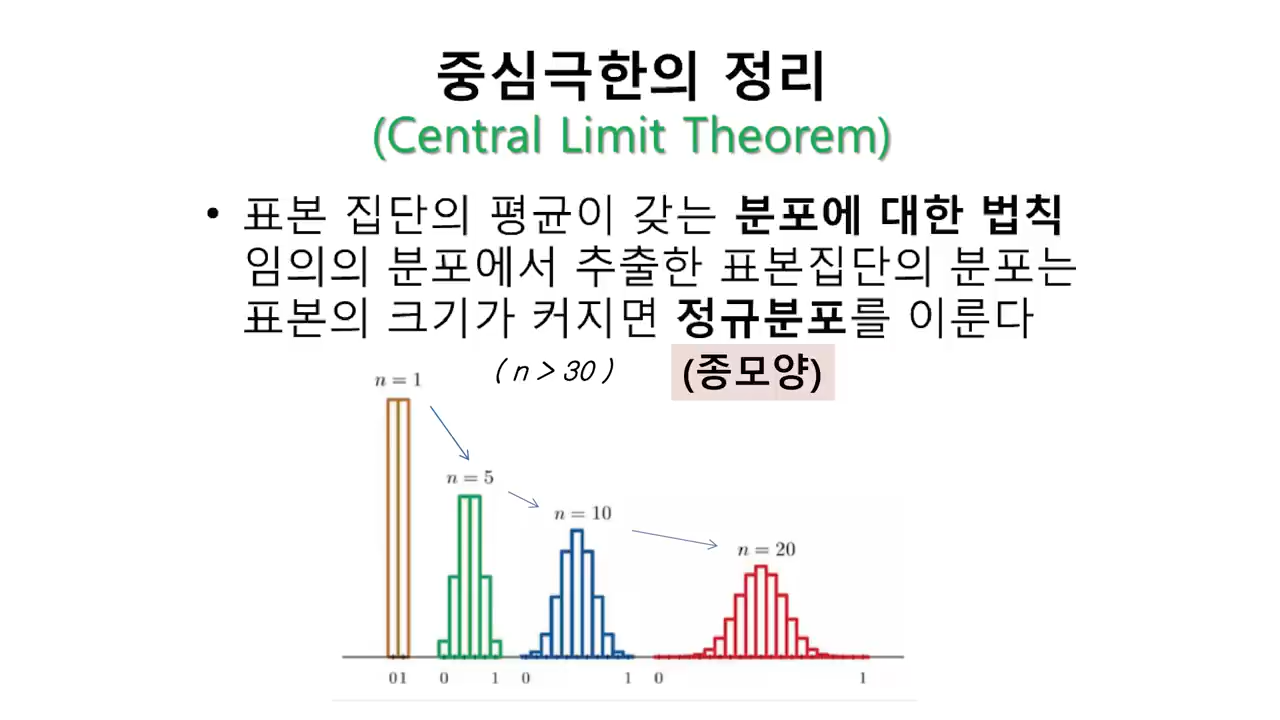 중심극한의 정리
(Central Limit Theorem)
• 표본 집단의 평균이 갖는 분포에 대한 법칙
임의의 분포에서 추출한 표본집단의 분포는
표본의 크기가 커지면 정규분포를 이룬다
( n > 30 ) (종모양)
n = 1
n = 5
n = 10
n = 20
01 0 1 0 1 0 1